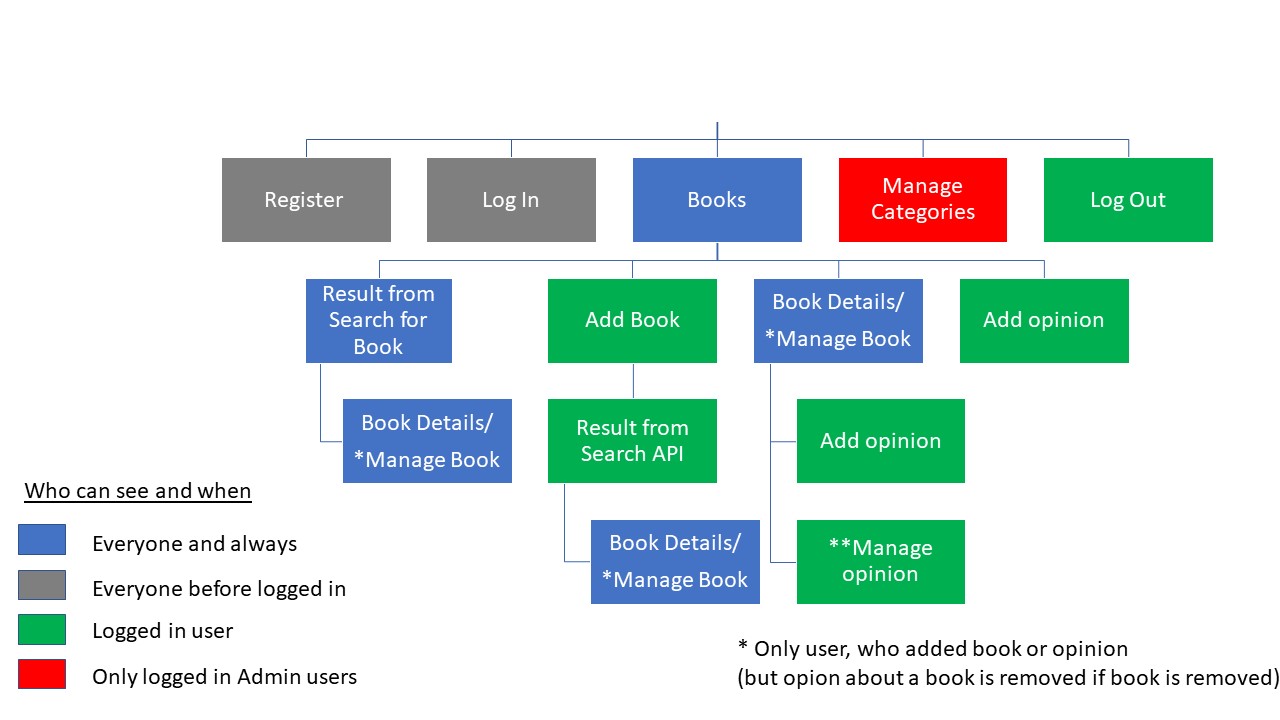 Register
Log In
Books
Manage
Categories
Log Out
Result from
Search for
Book
Add Book
Book Details/
*Manage Book
Add opinion
Book Details/
*Manage Book
Result from
Search API
Add opinion
Book Details/
*Manage Book
**Manage
opinion
Who can see and when
Everyone and always
Everyone before logged in
Logged in user
Only logged in Admin users
* Only user, who added book or opinion
(but opion about a book is removed if book is removed)